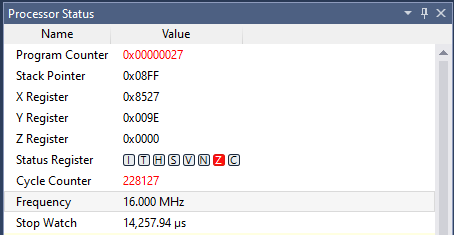 Processor Status
Name Value
Program Counter 0x00000027
Stack Pointer 0x08FF
X Register 0x8527
Y Register 0x009E
Z Register 0x0000
Status Register I T H S V N Z C
Cycle Counter 228127
Frequency 16.000 MHz
Stop Watch 14,257.94 µs